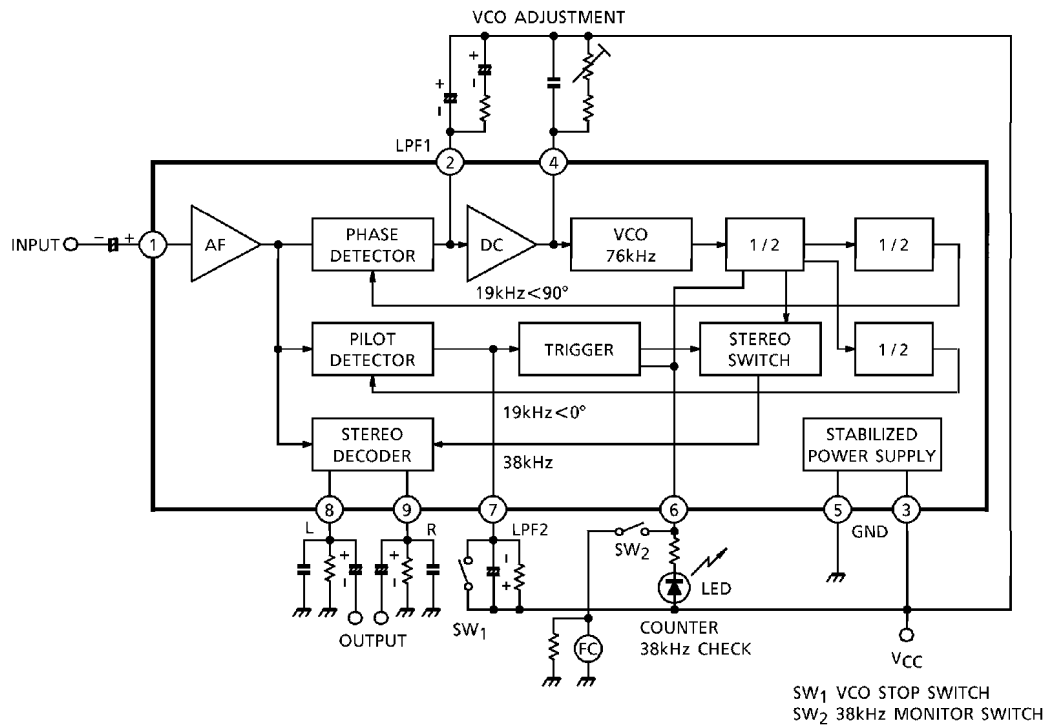 VCO ADJUSTMENT
+
-
+
-
LPF1
2
4
INPUT
-
+
1
AF
PHASE
DETECTOR
DC
VCO
76kHz
1/2
1/2
19kHz<90°
PILOT
DETECTOR
TRIGGER
STEREO
SWITCH
1/2
19kHz<0°
STEREO
DECODER
38kHz
STABILIZED
POWER SUPPLY
8
9
7
6
5
3
L
R
LPF2
GND
SW2
+
-
+
-
-
+
LED
OUTPUT
SW1
FC
COUNTER
38kHz CHECK
VCC
SW1 VCO STOP SWITCH
SW2 38kHz MONITOR SWITCH